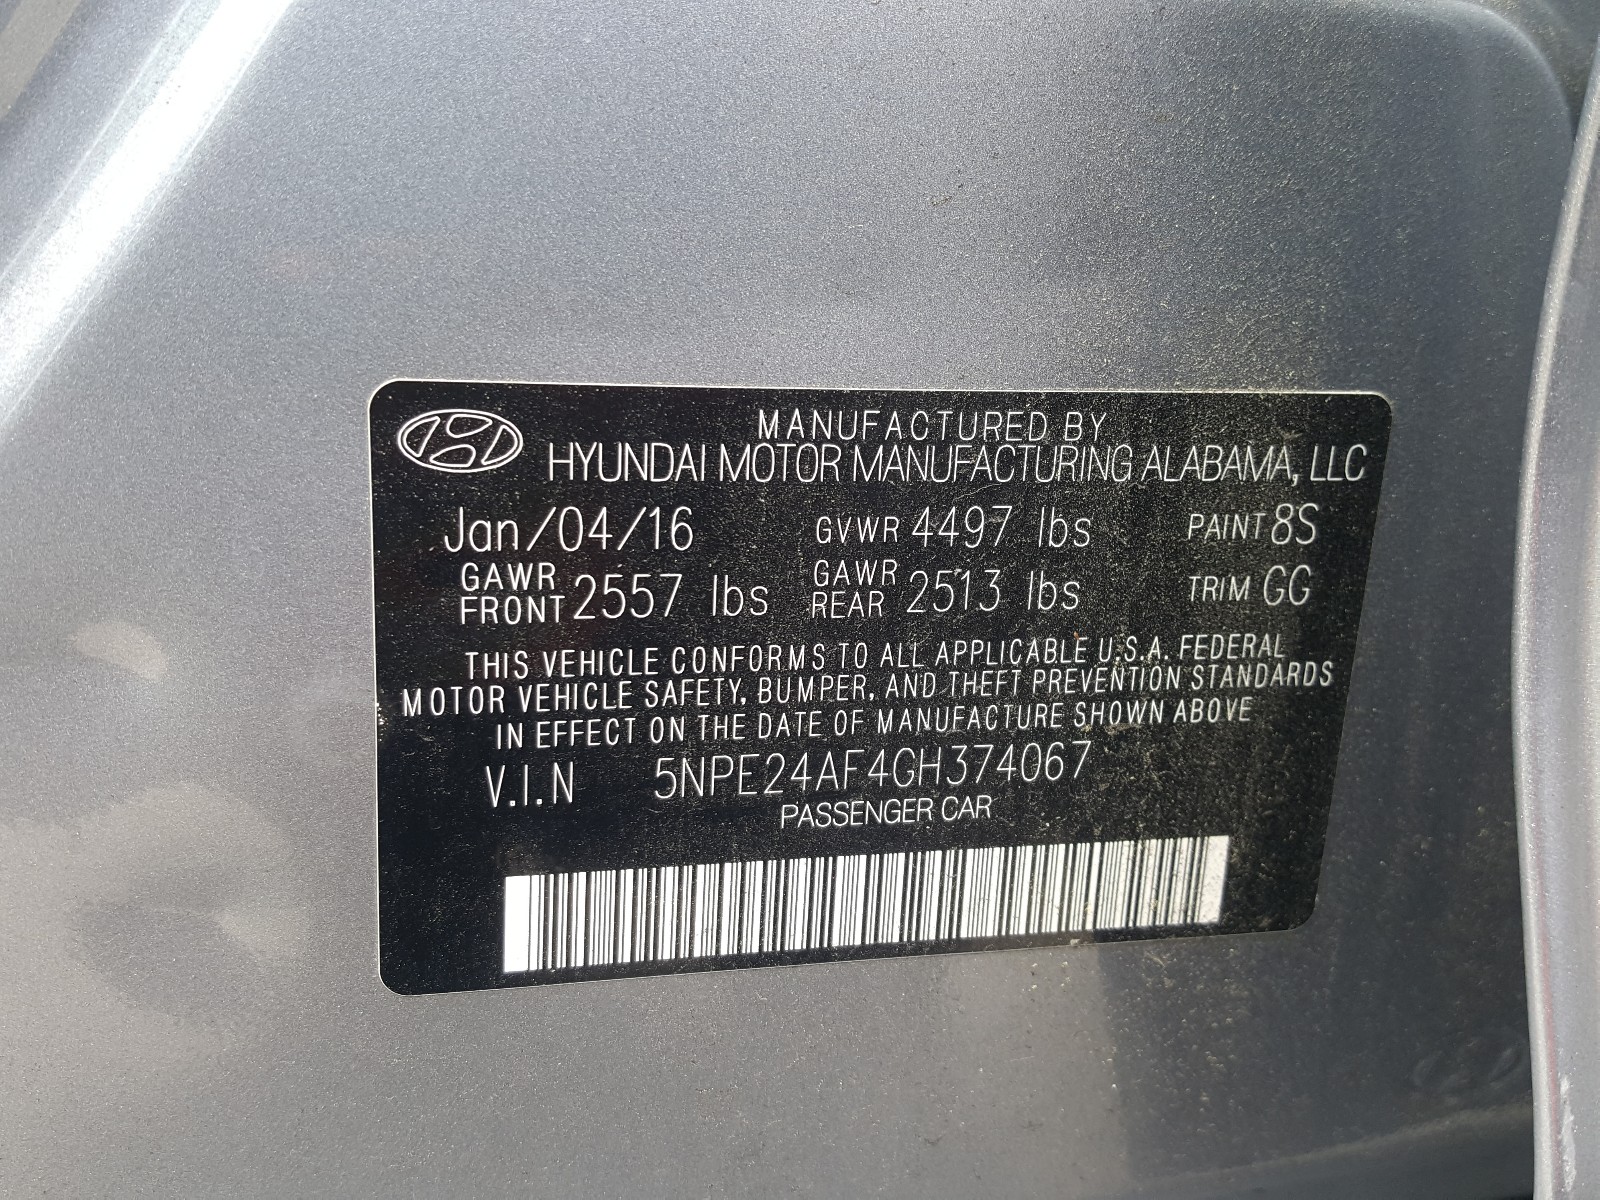 MANUFACTURED BY
HYUNDAI MOTOR MANUFACTURING ALABAMA, LLC
Jan/04/16 GVWR 4497 lbs PAINT 8S
GAWR FRONT 2557 lbs GAWR REAR 2513 lbs TRIM GG
THIS VEHICLE CONFORMS TO ALL APPLICABLE U.S.A. FEDERAL
MOTOR VEHICLE SAFETY, BUMPER, AND THEFT PREVENTION STANDARDS
IN EFFECT ON THE DATE OF MANUFACTURE SHOWN ABOVE
V.I.N 5NPE24AF4GH374067
PASSENGER CAR